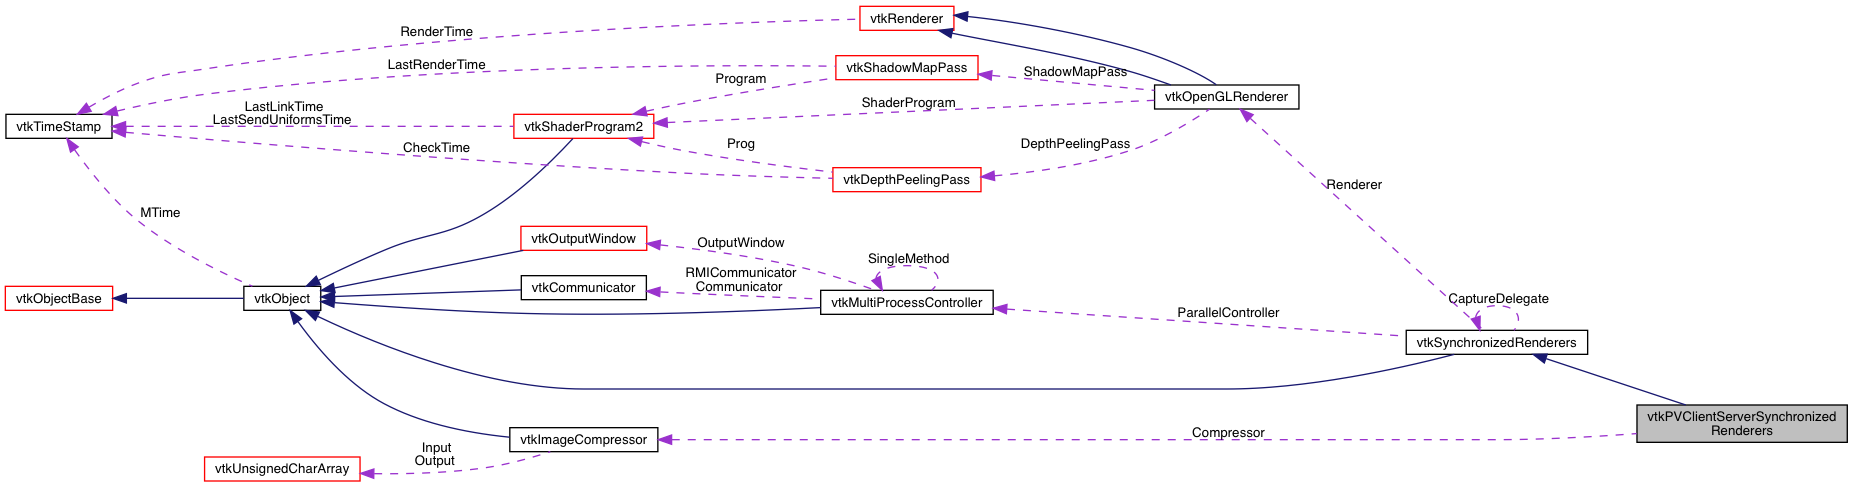 vtkRenderer
RenderTime
LastRenderTime
vtkShadowMapPass
ShadowMapPass
Program
vtkOpenGLRenderer
LastLinkTime
LastSendUniformsTime
ShaderProgram
vtkTimeStamp
vtkShaderProgram2
CheckTime
Prog
DepthPeelingPass
vtkDepthPeelingPass
Renderer
MTime
vtkOutputWindow
OutputWindow
SingleMethod
RMICommunicator
Communicator
vtkCommunicator
vtkObjectBase
vtkObject
vtkMultiProcessController
CaptureDelegate
ParallelController
vtkSynchronizedRenderers
vtkPVClientServerSynchronized
Renderers
Compressor
vtkImageCompressor
Input
Output
vtkUnsignedCharArray